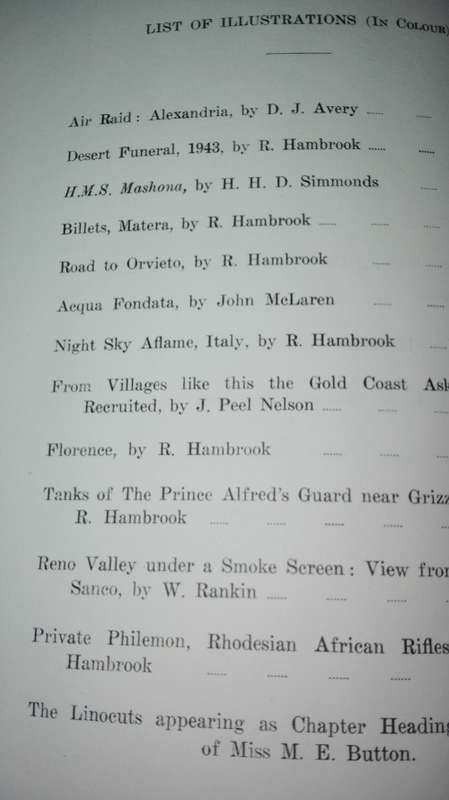 LIST OF ILLUSTRATIONS (IN COLOUR)
Air Raid : Alexandria, by D. J. Avery ...... ......
Desert Funeral, 1943, by R. Hambrook ...... ......
H.M.S. Mashona, by H. H. D. Simmonds ......
Billets, Matera, by R. Hambrook ...... ...... ......
Road to Orvieto, by R. Hambrook ...... ......
Acqua Fondata, by John McLaren ...... ......
Night Sky Aflame, Italy, by R. Hambrook ......
From Villages like this the Gold Coast Ask
Recruited, by J. Peel Nelson ...... ...... ......
Florence, by R. Hambrook ...... ...... ......
Tanks of The Prince Alfred's Guard near Grizz
R. Hambrook ...... ...... ...... ...... ......
Reno Valley under a Smoke Screen : View from
Sanco, by W. Rankin ...... ...... ......
Private Philemon, Rhodesian African Rifles
Hambrook ...... ...... ...... ......
The Linocuts appearing as Chapter Heading
of Miss M. E. Button.